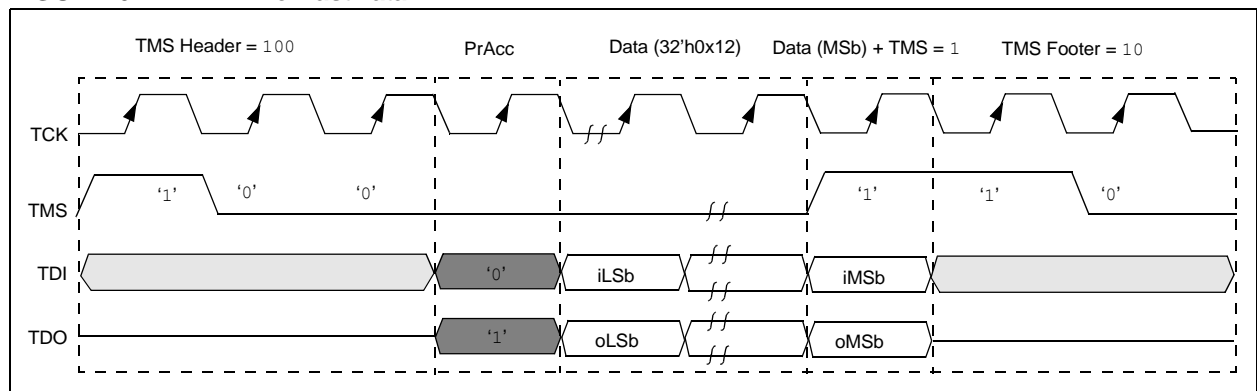 TMS Header = 100 PrAcc Data (32'h0x12) Data (MSb) + TMS = 1 TMS Footer = 10
TCK
TMS ‘1’ ‘0’ ‘0’ ‘1’ ‘1’ ‘0’
TDI ‘0’ iLSb iMSb
TDO ‘1’ oLSb oMSb